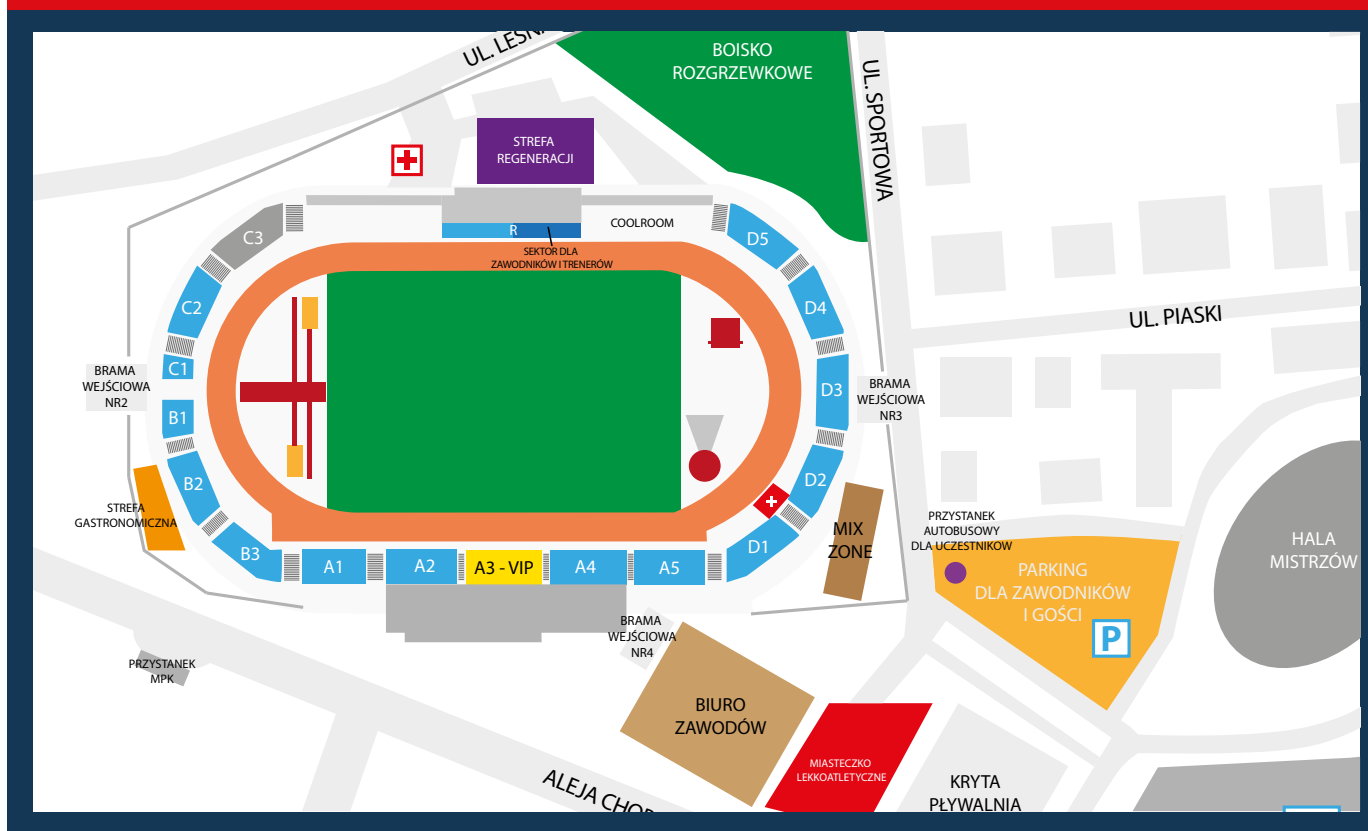 UL. LEŚNA
BOISKO
ROZGRZEWKOWE
UL. SPORTOWA
STREFA
REGENERACJI
COOLROOM
R
SEKTOR DLA
ZAWODNIKÓW I TRENERÓW
C3
D5
C2
D4
UL. PIASKI
C1
BRAMA
WEJŚCIOWA
NR2
D3
BRAMA
WEJŚCIOWA
NR3
B1
B2
D2
STREFA
GASTRONOMICZNA
MIX
ZONE
PRZYSTANEK
AUTOBUSOWY
DLA UCZESTNIKOW
HALA
MISTRZÓW
B3
D1
A1
A2
A3 - VIP
A4
A5
PARKING
DLA ZAWODNIKÓW
I GOŚCI
P
BRAMA
WEJŚCIOWA
NR4
PRZYSTANEK
MPK
BIURO
ZAWODÓW
MIASTECZKO
LEKKOATLETYCZNE
KRYTA
PŁYWALNIA
ALEJA